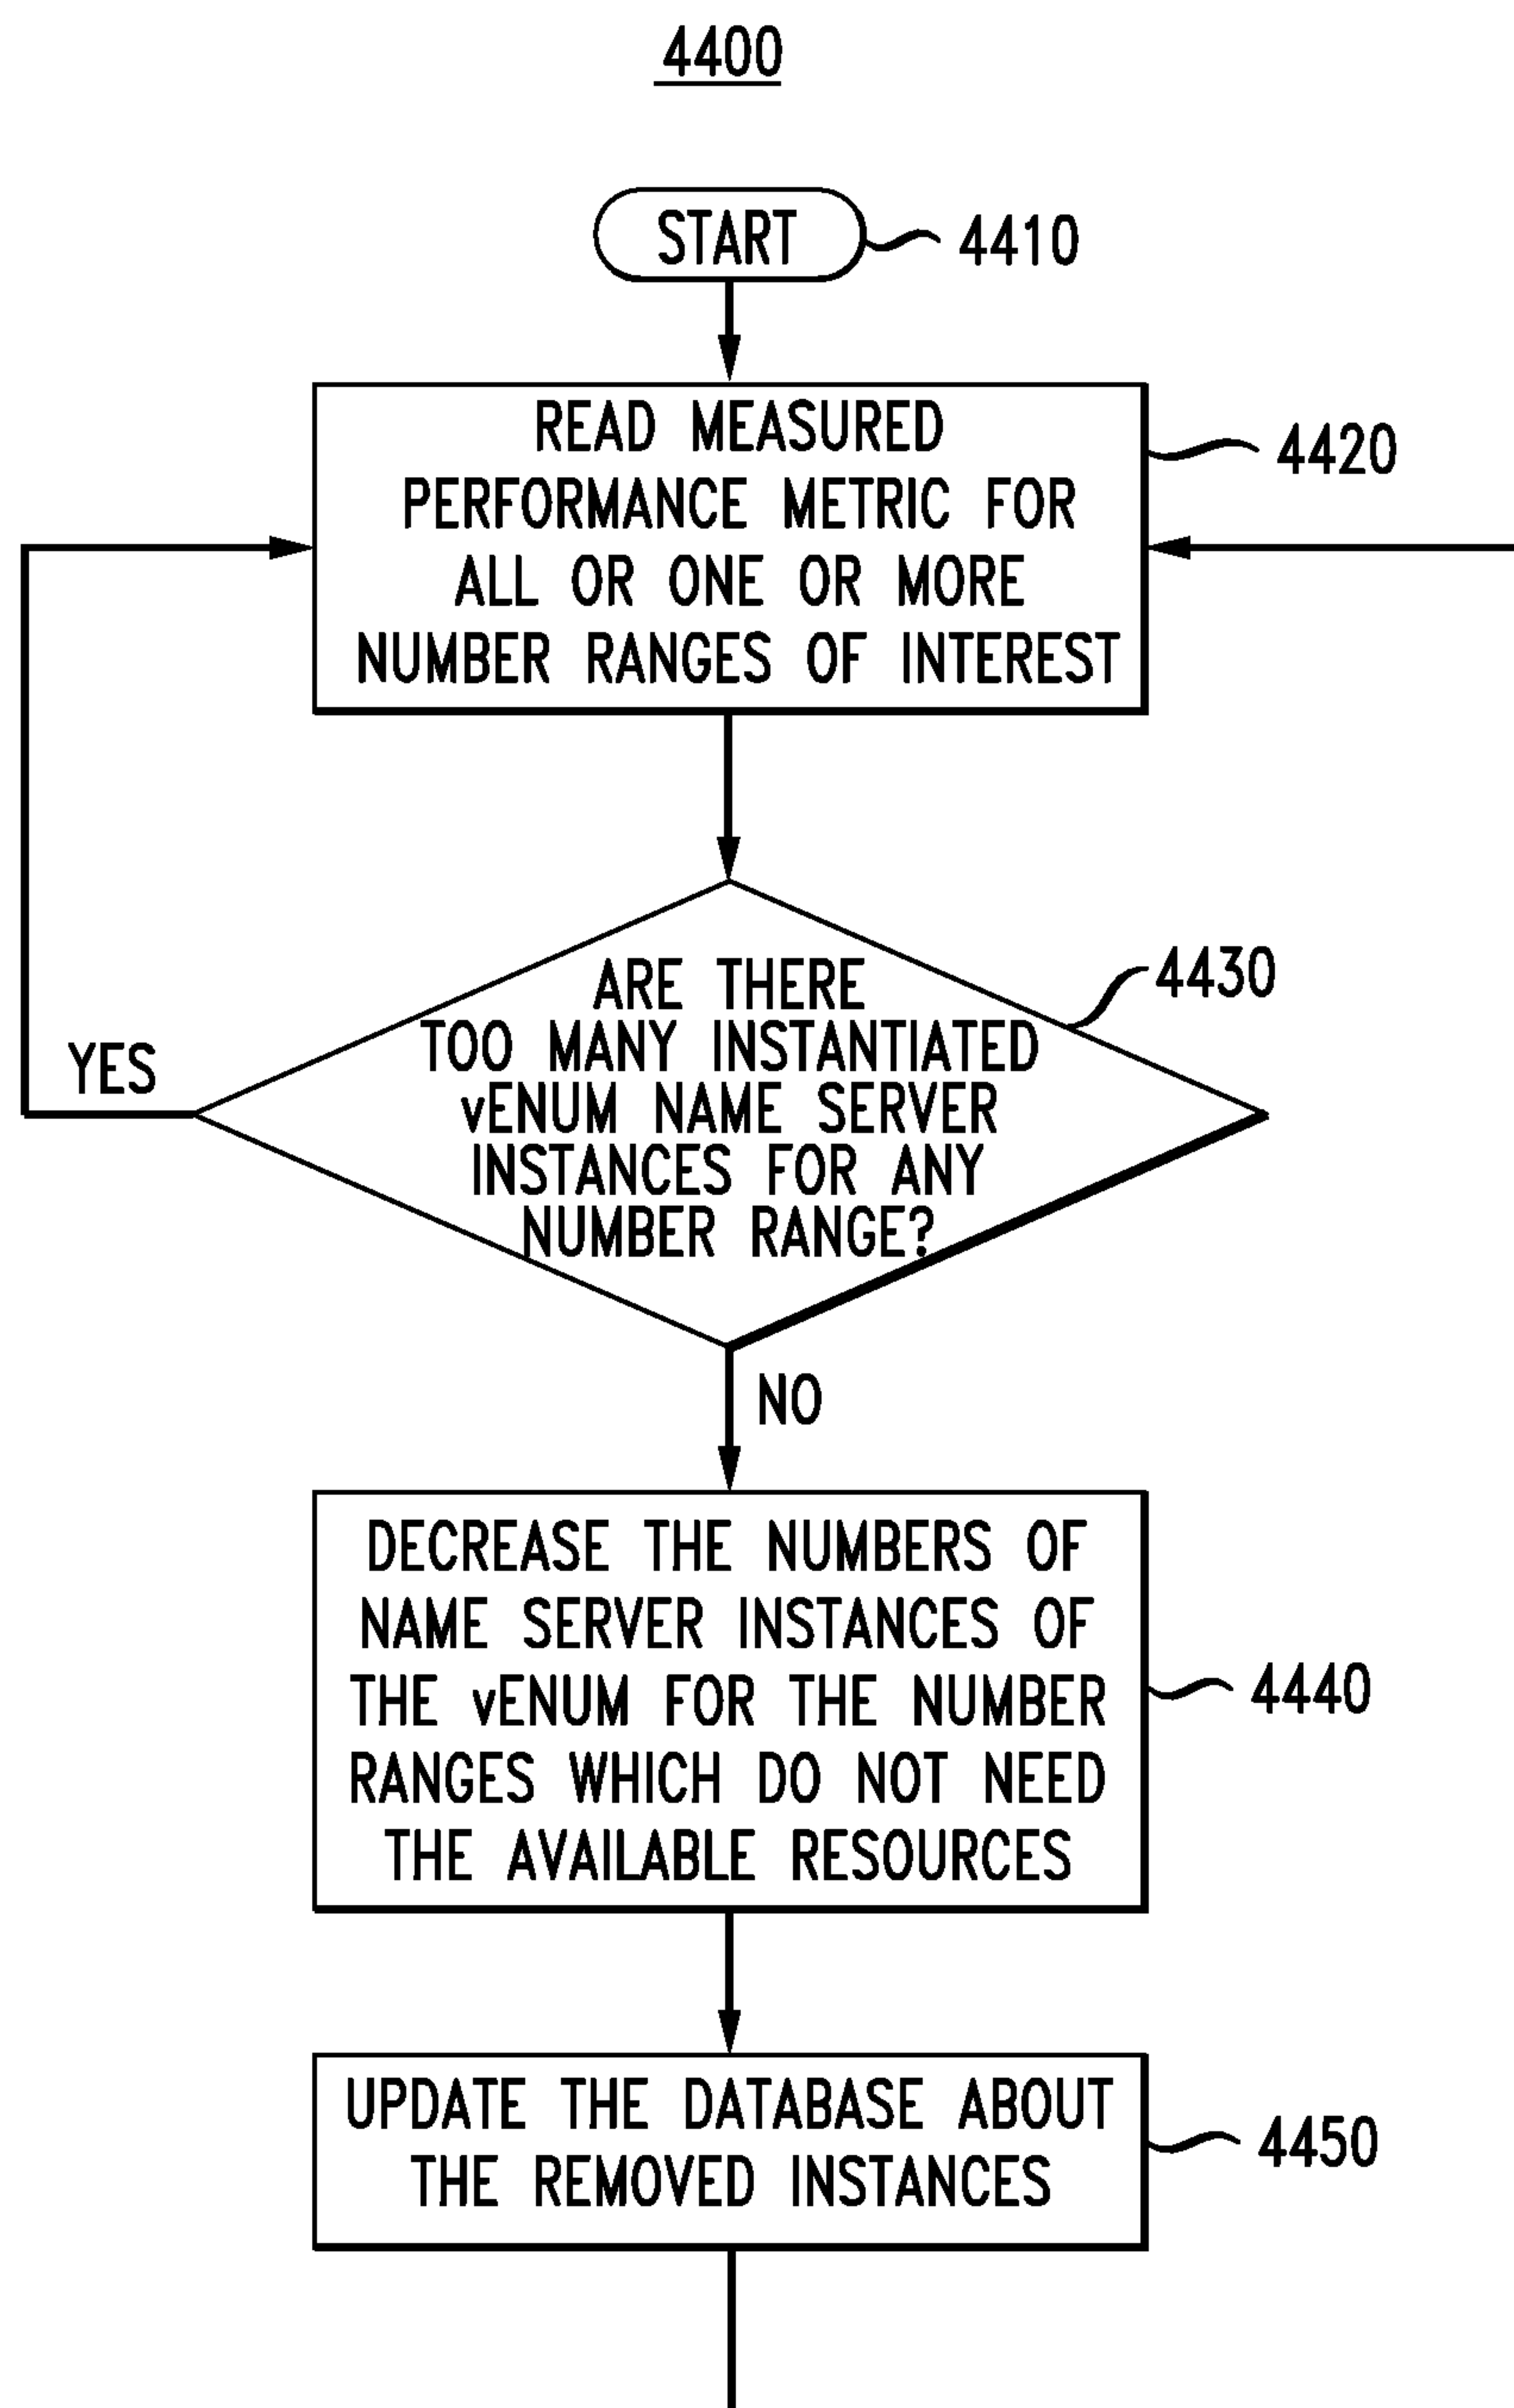 4400
START
4410
READ MEASURED
PERFORMANCE METRIC FOR
ALL OR ONE OR MORE
NUMBER RANGES OF INTEREST
4420
ARE THERE
TOO MANY INSTANTIATED
vENUM NAME SERVER
INSTANCES FOR ANY
NUMBER RANGE?
4430
YES
NO
DECREASE THE NUMBERS OF
NAME SERVER INSTANCES OF
THE vENUM FOR THE NUMBER
RANGES WHICH DO NOT NEED
THE AVAILABLE RESOURCES
4440
UPDATE THE DATABASE ABOUT
THE REMOVED INSTANCES
4450